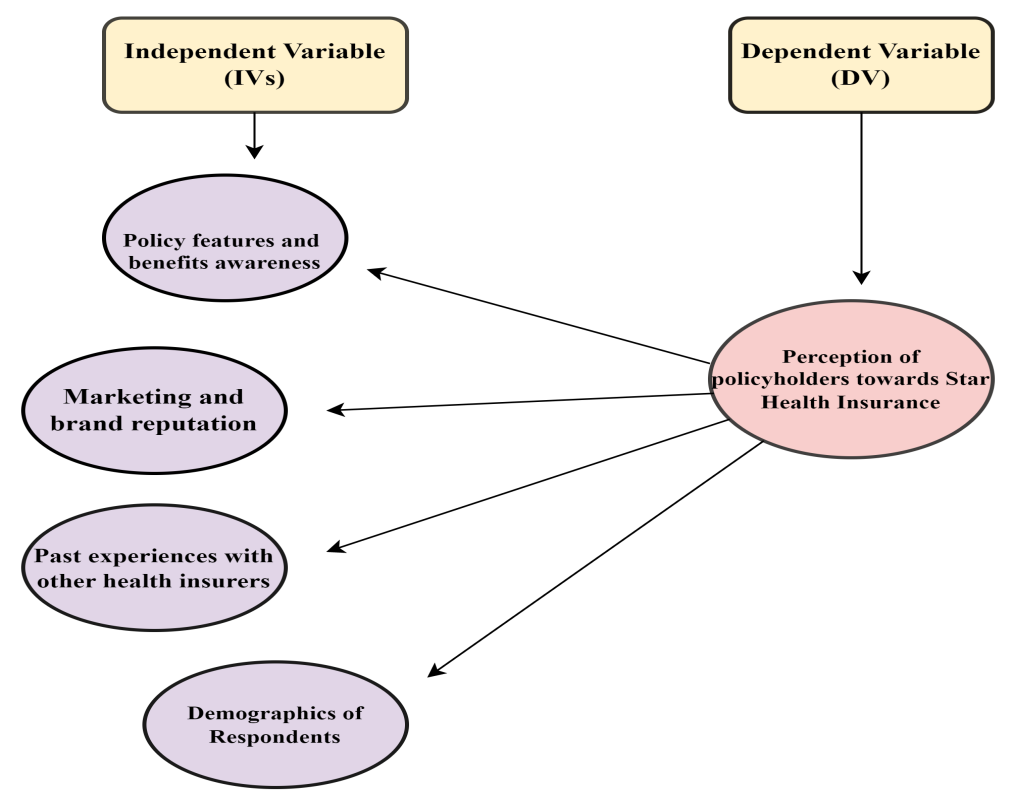 Independent Variable
(IVs)
Dependent Variable
(DV)
Policy features and
benefits awareness
Perception of
policyholders towards Star
Health Insurance
Marketing and
brand reputation
Past experiences with
other health insurers
Demographics of
Respondents